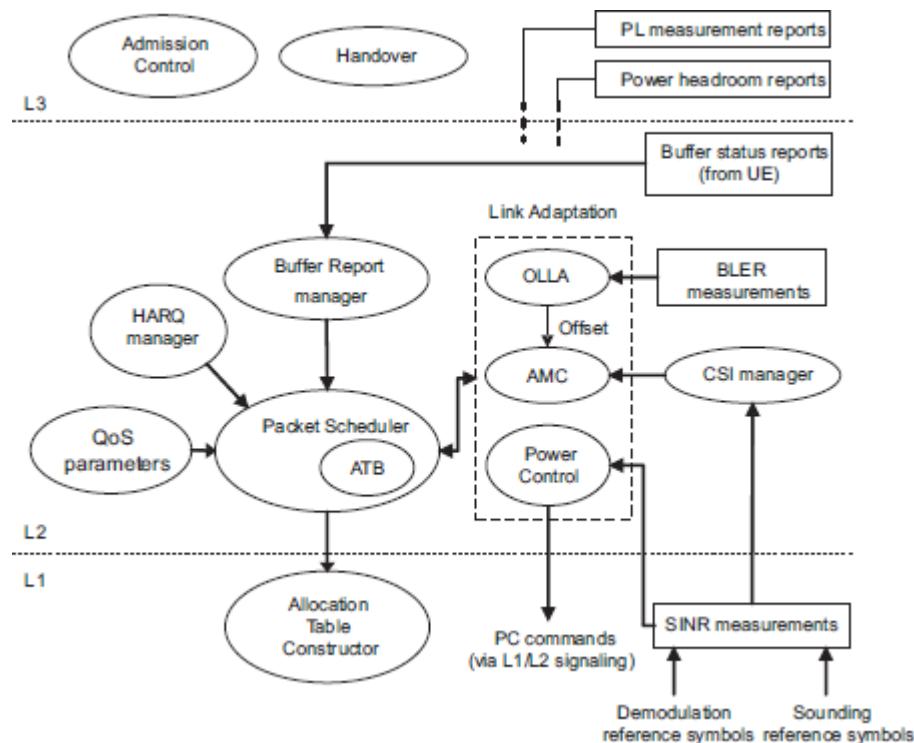 Admission
Control
Handover
PL measurement reports
Power headroom reports
L3
Buffer status reports
(from UE)
Link Adaptation
Buffer Report
manager
OLLA
BLER
measurements
HARQ
manager
Offset
AMC
CSI manager
Packet Scheduler
ATB
QoS
parameters
Power
Control
L2
L1
Allocation
Table
Constructor
PC commands
(via L1/L2 signaling)
SINR measurements
Demodulation
reference symbols
Sounding
reference symbols